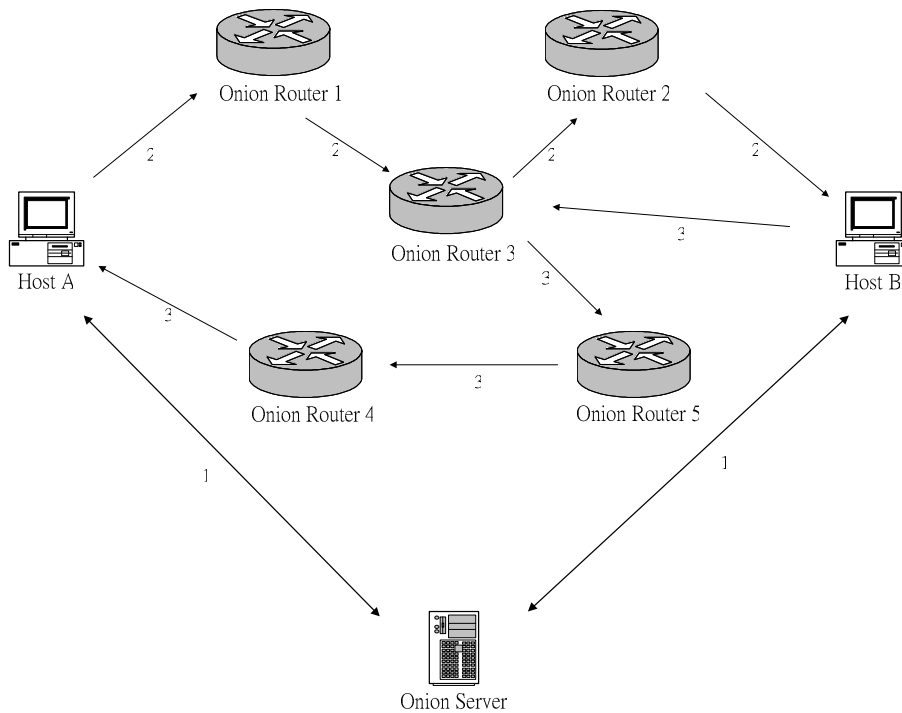 Onion Router 1
Onion Router 2
2
2
2
2
Onion Router 3
3
Host A
Host B
3
3
3
Onion Router 4
Onion Router 5
1
1
Onion Server